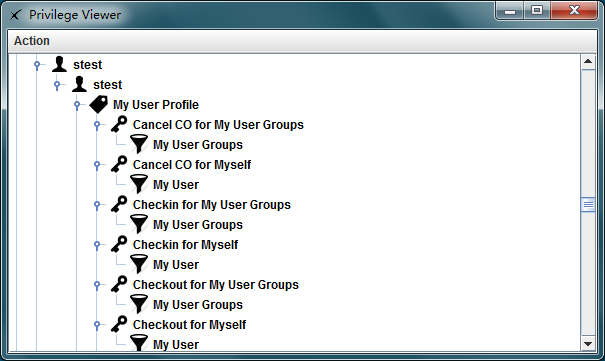 Privilege Viewer
Action
stest
stest
My User Profile
Cancel CO for My User Groups
My User Groups
Cancel CO for Myself
My User
Checkin for My User Groups
My User Groups
Checkin for Myself
My User
Checkout for My User Groups
My User Groups
Checkout for Myself
My User